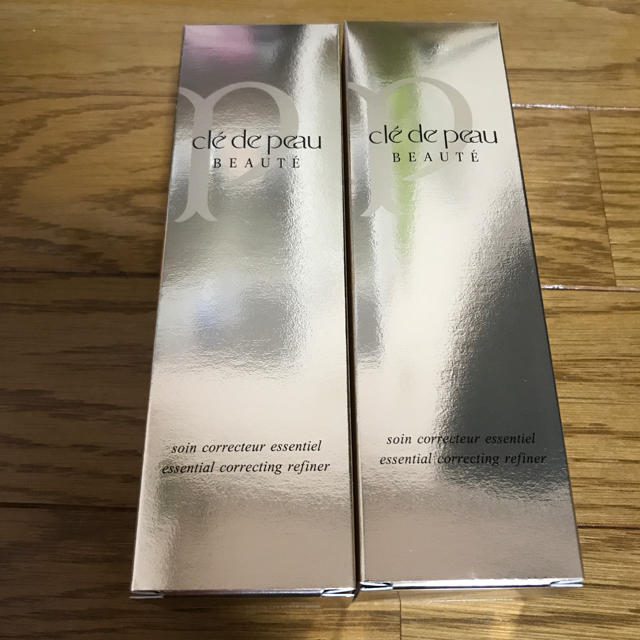 clé de peau
BEAUTÉ
soin correcteur essentiel
essential correcting refiner
clé de peau
BEAUTÉ
soin correcteur essentiel
essential correcting refiner